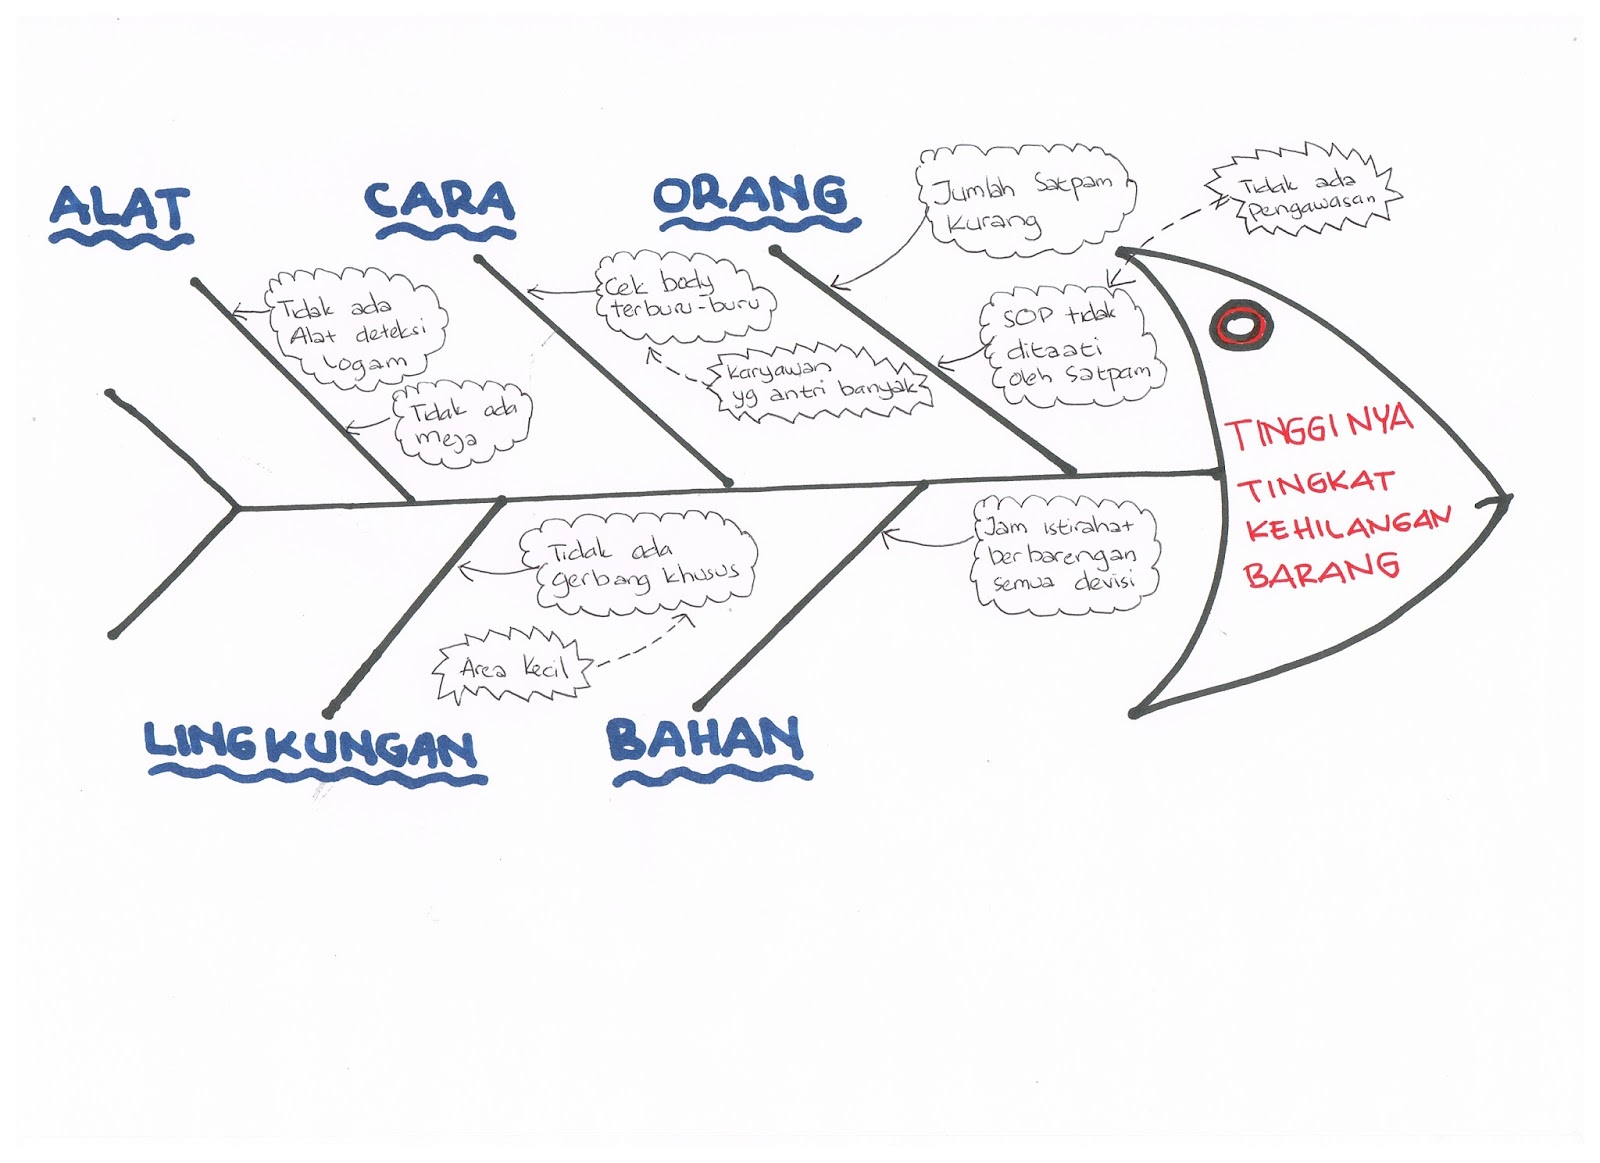 ALAT
CARA
ORANG
Jumlah Satpam
Kurang
Tidak ada
Pengawasan
Tidak ada
Alat deteksi
logam
Cek body
terburu-buru
SOP tidak
ditaati
oleh Satpam
Karyawan
yg antri banyak
Tidak ada
meja
TINGGINYA
TINGKAT
KEHILANGAN
BARANG
Tidak ada
gerbang khusus
Jam istirahat
berbarengan
semua devisi
Area Kecil
LINGKUNGAN
BAHAN